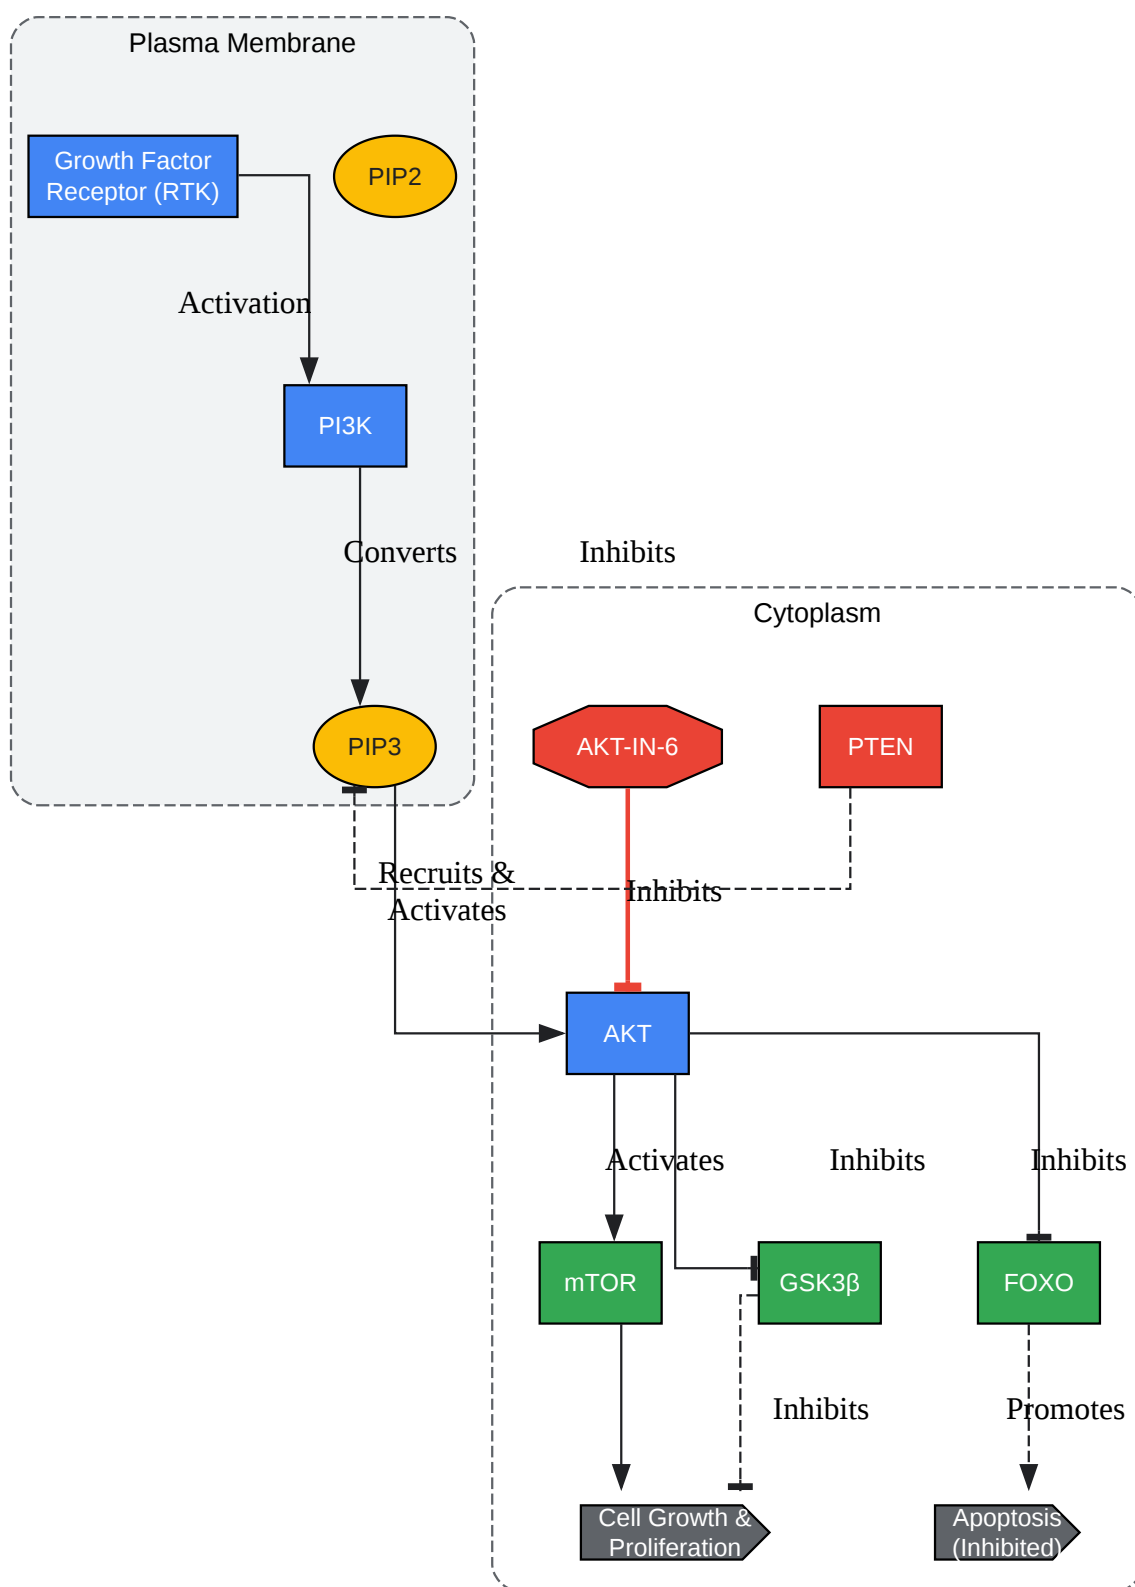 Plasma Membrane
Growth Factor
Receptor (RTK)
PIP2
Activation
PI3K
Converts
Inhibits
Cytoplasm
PIP3
AKT-IN-6
PTEN
Recruits &
Activates
Inhibits
AKT
Activates
Inhibits
Inhibits
mTOR
GSK3β
FOXO
Inhibits
Promotes
Cell Growth &
Proliferation
Apoptosis
(Inhibited)